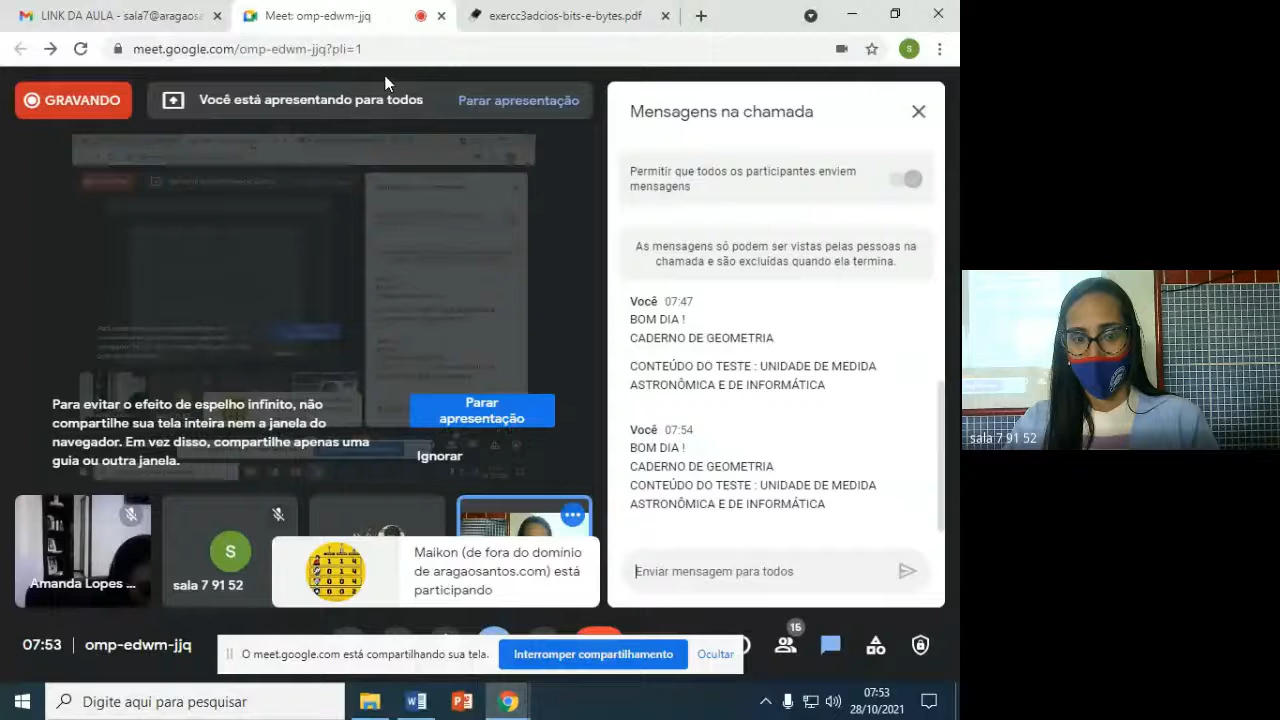 LINK DA AULA - sala7@aragaosa
Meet: omp-edwm-jjq
exercc3adcios-bits-e-bytes.pdf
meet.google.com/omp-edwm-jjq?pli=1
S
GRAVANDO
Você está apresentando para todos
Parar apresentação
Para evitar o efeito de espelho infinito, não
compartilhe sua tela inteira nem a janela do
navegador. Em vez disso, compartilhe apenas uma
guia ou outra janela.
Parar
apresentação
Ignorar
Mensagens na chamada
Permitir que todos os participantes enviem
mensagens
As mensagens só podem ser vistas pelas pessoas na
chamada e são excluídas quando ela termina.
Você 07:47
BOM DIA !
CADERNO DE GEOMETRIA
CONTEÚDO DO TESTE : UNIDADE DE MEDIDA
ASTRONÔMICA E DE INFORMÁTICA
Você 07:54
BOM DIA !
CADERNO DE GEOMETRIA
CONTEÚDO DO TESTE : UNIDADE DE MEDIDA
ASTRONÔMICA E DE INFORMÁTICA
Enviar mensagem para todos
Amanda Lopes ...
S
sala 7 91 52
Maikon (de fora do domínio
de aragaosantos.com) está
participando
sala 7 91 52
07:53 omp-edwm-jjq
15
O meet.google.com está compartilhando sua tela.
Interromper compartilhamento
Ocultar
Digite aqui para pesquisar
07:53
28/10/2021